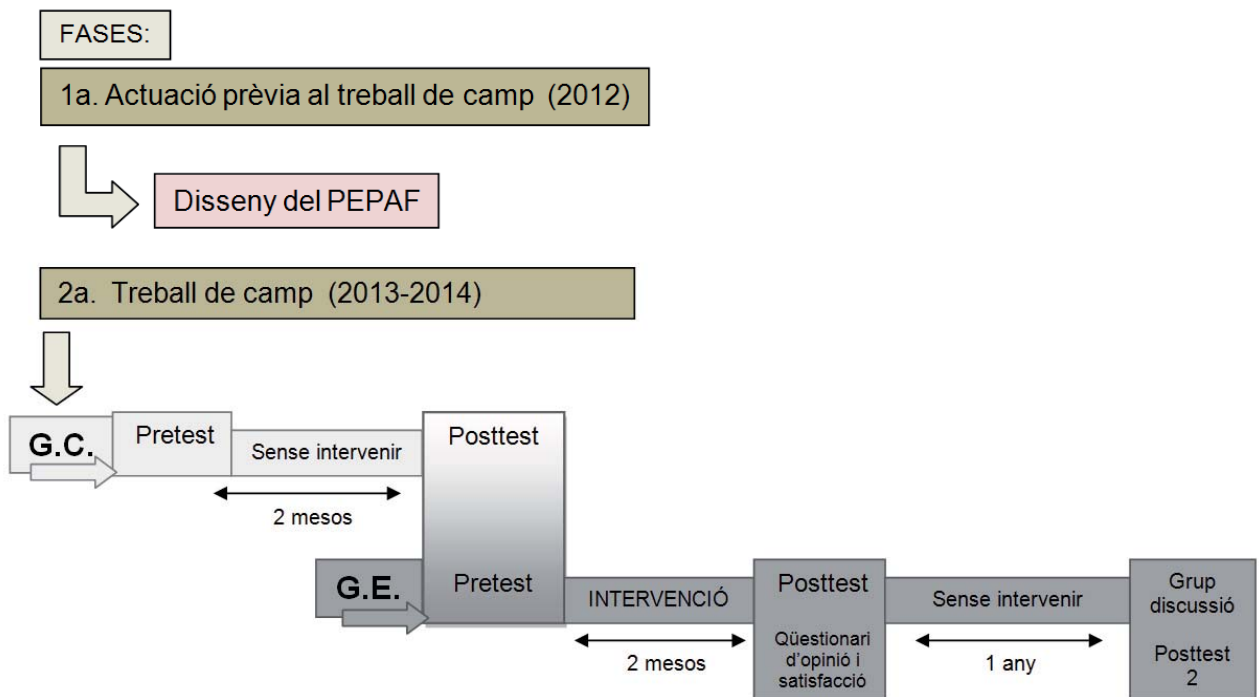 FASES:
1a. Actuació prèvia al treball de camp (2012)
Disseny del PEPAF
2a. Treball de camp (2013-2014)
G.C.
Pretest
Sense intervenir
Posttest
2 mesos
G.E.
Pretest
INTERVENCIÓ
Posttest
Sense intervenir
Grup
discussió
2 mesos
Qüestionari
d'opinió i
satisfacció
1 any
Posttest
2